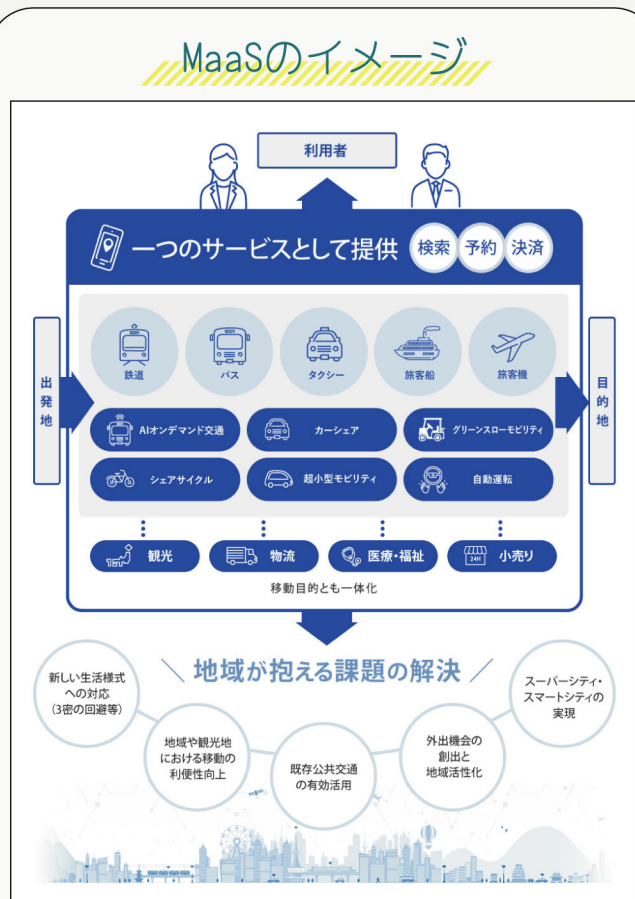 MaaSのイメージ
利用者
一つのサービスとして提供 検索 予約 決済
出発地
目的地
鉄道 バス タクシー 旅客船 旅客機
AIオンデマンド交通 カーシェア グリーンスローモビリティ
シェアサイクル 超小型モビリティ 自動運転
観光 物流 医療・福祉 24H 小売り
移動目的とも一体化
地域が抱える課題の解決
新しい生活様式
への対応
(3密の回避等)
地域や観光地
における移動の
利便性向上
既存公共交通
の有効活用
外出機会の
創出と
地域活性化
スーパーシティ・
スマートシティの
実現